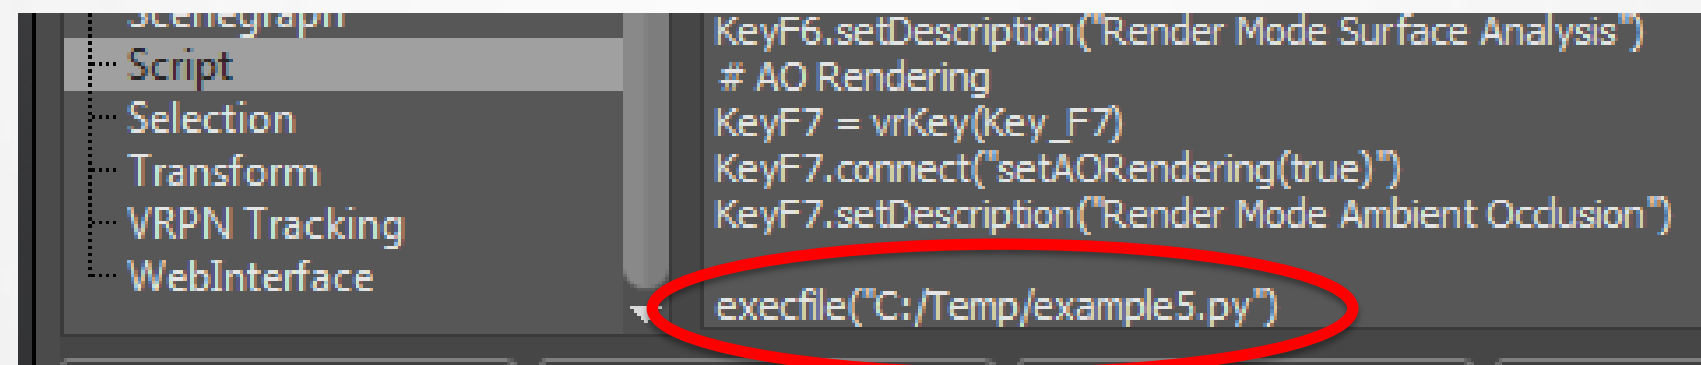 Scenegraph
Script
Selection
Transform
VRPN Tracking
WebInterface
KeyF6.setDescription("Render Mode Surface Analysis")
# AO Rendering
KeyF7 = vrKey(Key_F7)
KeyF7.connect("setAORendering(true)")
KeyF7.setDescription("Render Mode Ambient Occlusion")
execfile("C:/Temp/example5.py")